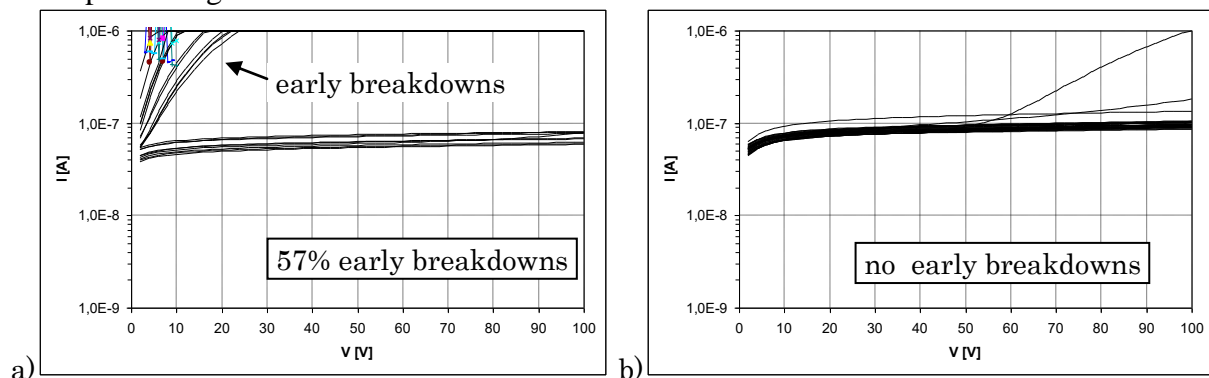 1,0E-6
1,0E-7
1,0E-8
1,0E-9
I [A]
early breakdowns
57% early breakdowns
0 10 20 30 40 50 60 70 80 90 100
V [V]
a)
1,0E-6
1,0E-7
1,0E-8
1,0E-9
I [A]
no early breakdowns
0 10 20 30 40 50 60 70 80 90 100
V [V]
b)